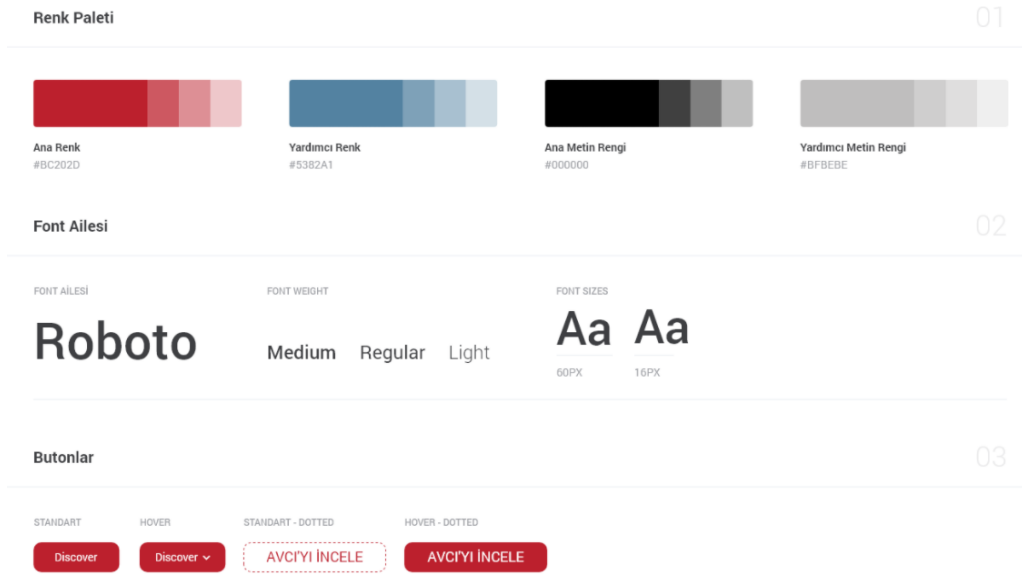 Renk Paleti 01
Ana Renk Yardımcı Renk Ana Metin Rengi Yardımcı Metin Rengi
#BC202D #5382A1 #000000 #BFBEBE
Font Ailesi 02
FONT AİLESİ FONT WEIGHT FONT SIZES
Roboto Medium Regular Light Aa Aa
60PX 16PX
Butonlar 03
STANDART HOVER STANDART - DOTTED HOVER - DOTTED
Discover Discover AVCI'YI İNCELE AVCI'YI İNCELE